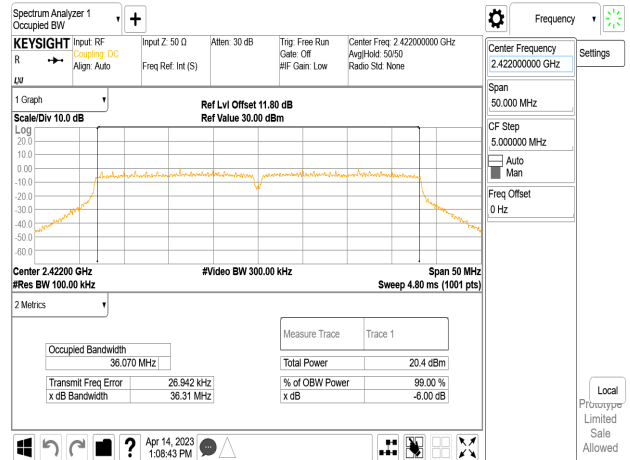 Spectrum Analyzer 1
Occupied BW
Frequency
KEYSIGHT
R
Input: RF
Coupling: DC
Align: Auto
Input Z: 50 Ω
Freq Ref: Int (S)
Atten: 30 dB
Trig: Free Run
Gate: Off
#IF Gain: Low
Center Freq: 2.422000000 GHz
Avg|Hold: 50/50
Radio Std: None
Center Frequency
2.422000000 GHz
Settings
Span
50.000 MHz
CF Step
5.000000 MHz
Auto
Man
Freq Offset
0 Hz
1 Graph
Scale/Div 10.0 dB
Ref Lvl Offset 11.80 dB
Ref Value 30.00 dBm
Log
20.0
10.0
0.00
-10.0
-20.0
-30.0
-40.0
-50.0
-60.0
Center 2.42200 GHz
#Video BW 300.00 kHz
Span 50 MHz
#Res BW 100.00 kHz
Sweep 4.80 ms (1001 pts)
2 Metrics
Measure Trace
Trace 1
Occupied Bandwidth
36.070 MHz
Total Power
20.4 dBm
Transmit Freq Error
26.942 kHz
% of OBW Power
99.00 %
x dB Bandwidth
36.31 MHz
x dB
-6.00 dB
Local
Prototype
Limited
Sale
Allowed
?
Apr 14, 2023
1:08:43 PM